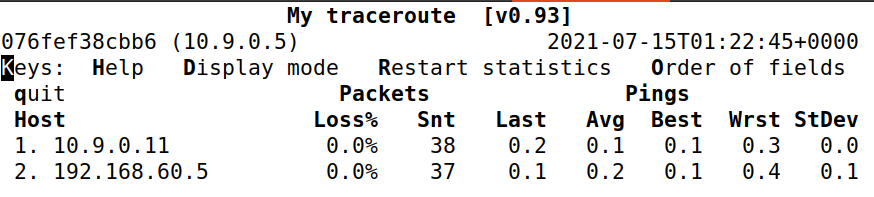 My traceroute  [v0.93]
076fef38cbb6 (10.9.0.5)                   2021-07-15T01:22:45+0000
Keys:  Help   Display mode   Restart statistics   Order of fields
 quit                     Packets               Pings
 Host                   Loss%   Snt   Last   Avg  Best  Wrst StDev
 1. 10.9.0.11            0.0%    38    0.2   0.1   0.1   0.3   0.0
 2. 192.168.60.5         0.0%    37    0.1   0.2   0.1   0.4   0.1